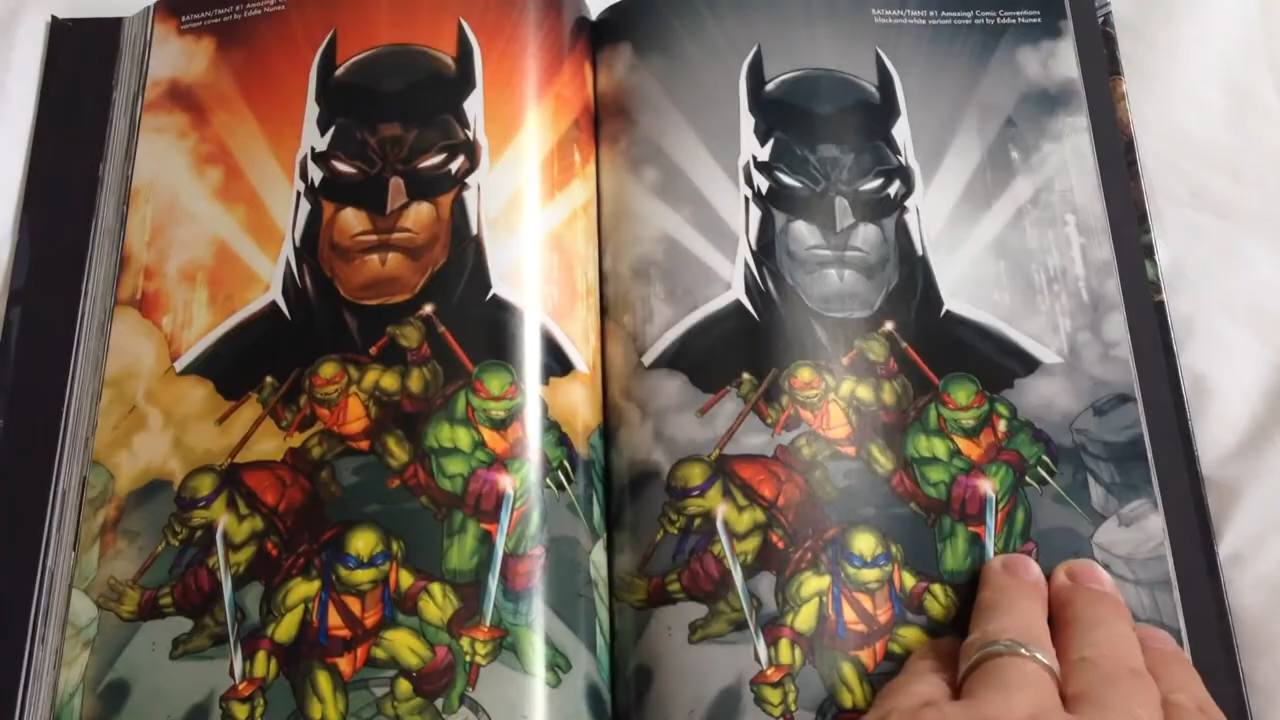 BATMAN/TMNT #1 Amazing! C
variant cover art by Eddie Nunez
BATMAN/TMNT #1 Amazing! Comic Conventions
black-and-white variant cover art by Eddie Nunez